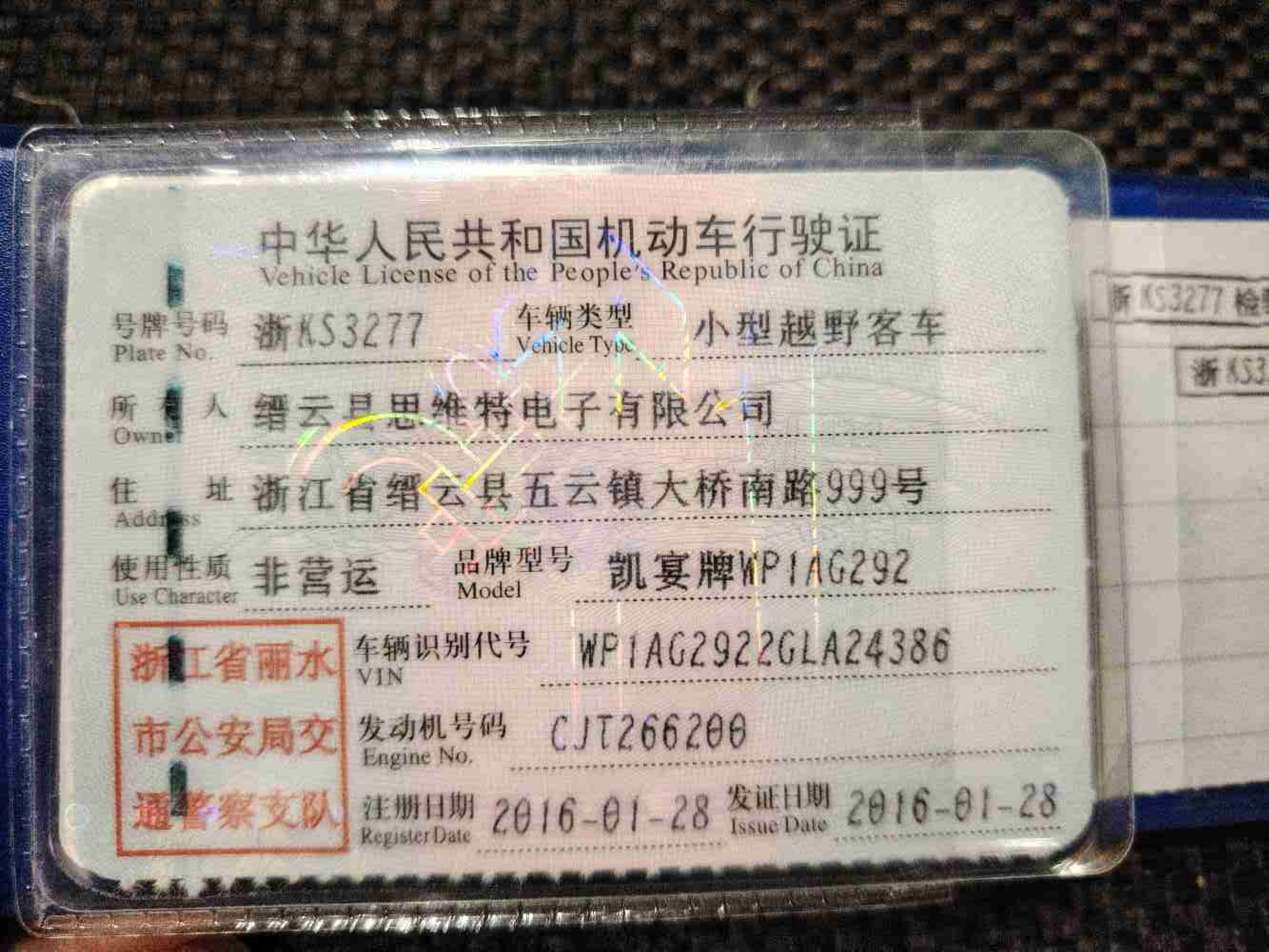 中华人民共和国机动车行驶证
Vehicle License of the People's Republic of China
号牌号码 浙KS3277 车辆类型 小型越野客车
Plate No. Vehicle Type
所有人 缙云县思维特电子有限公司
Owner
住址 浙江省缙云县五云镇大桥南路999号
Address
使用性质 非营运 品牌型号 凯宴牌WP1AG292
Use Character Model
车辆识别代号 WP1AG2922GLA24386
VIN
发动机号码 CJT266200
Engine No.
注册日期 2016-01-28 发证日期 2016-01-28
Register Date Issue Date
浙江省丽水
市公安局交
通警察支队
浙KS3277 检
浙KS3